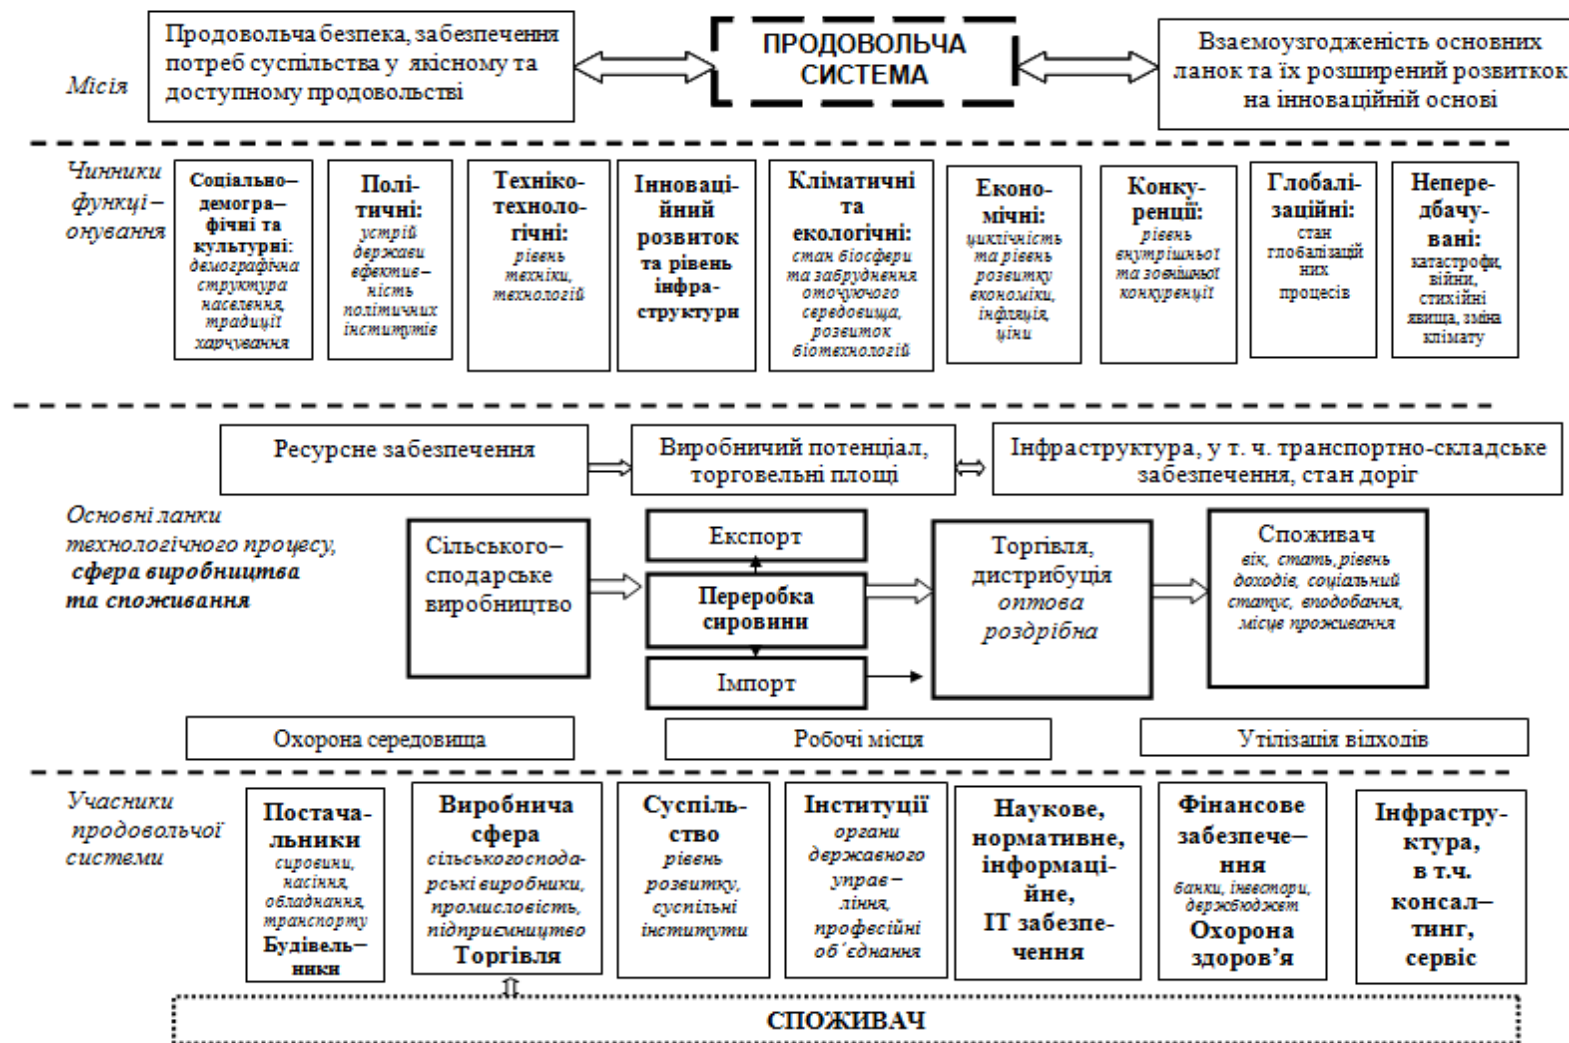 Продовольча безпека, забезпечення
потреб суспільства у якісному та
доступному продовольстві
ПРОДОВОЛЬЧА
СИСТЕМА
Взаємоузгодженість основних
ланок та їх розширений розвиткок
на інноваційній основі
Місія
Чинники
функці–
онування
Соціально–
демогра–
фічні та
культурні:
демографічна
структура
населення,
традиції
харчування
Полі-
тичні:
устрій
держави
ефектив–
ність
політичних
інститутів
Техніко-
техноло-
гічні:
рівень
техніки,
технологій
Інноваці-
йний
розвиток
та рівень
інфра-
структури
Кліматичні
та
екологічні:
стан біосфери
та забруднення
оточуючого
середовища,
розвиток
біотехнологій
Еконо-
мічні:
циклічність
та рівень
розвитку
економіки,
інфляція,
ціни
Конку-
ренції:
рівень
внутрішньої
та зовнішньої
конкуренції
Глобалі-
заційні:
стан
глобалізацій
них
процесів
Непере-
дбачу-
вані:
катастрофи,
війни,
стихійні
явища, зміна
клімату
Ресурсне забезпечення
Виробничий потенціал,
торговельні площі
Інфраструктура, у т. ч. транспортно-складське
забезпечення, стан доріг
Основні ланки
технологічного процесу,
сфера виробництва
та споживання
Сільського–
сподарське
виробництво
Експорт
Переробка
сировини
Імпорт
Торгівля,
дистрибуція
оптова
роздрібна
Споживач
вік, стать, рівень
доходів, соціальний
статус, вподобання,
місце проживання
Охорона середовища
Робочі місця
Утилізація відходів
Учасники
продовольчої
системи
Постача-
льники
сировини,
насіння,
обладнання,
транспорту
Будівель–
ники
Виробнича
сфера
сільськогоспода-
рські виробники,
промисловість,
підприємництво
Торгівля
Суспіль-
ство
рівень
розвитку,
суспільні
інститути
Інституції
органи
державного
управ–
ління,
професійні
об´єднання
Наукове,
нормативне,
інформаці-
йне,
ІТ забезпе-
чення
Фінансове
забезпече–
ння
банки, інвестори,
держбюджет
Охорона
здоров’я
Інфрастру-
ктура,
в т.ч.
консал–
тинг,
сервіс
СПОЖИВАЧ